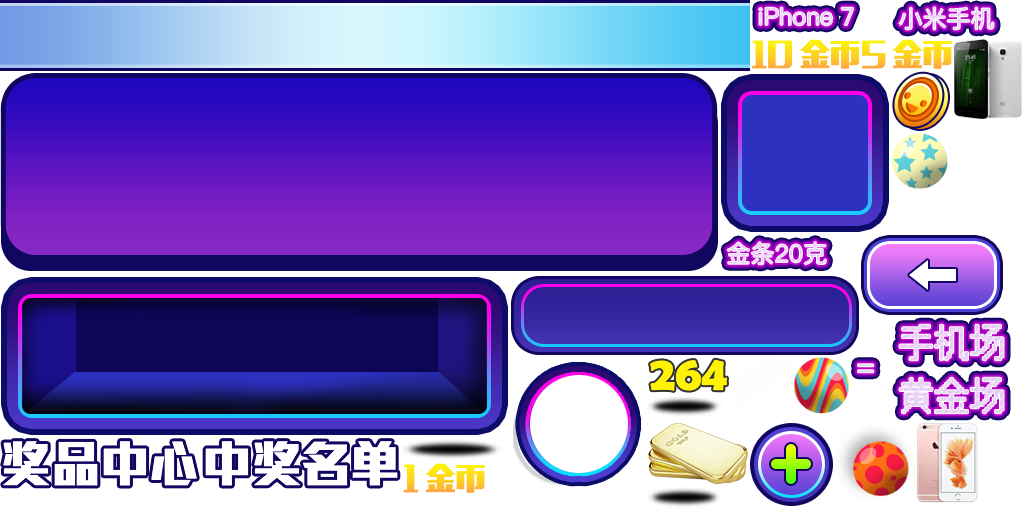 iPhone 7
小米手机
10 金币
5 金币
金条20克
手机场
264
=
黄金场
奖品中心
中奖名单
1 金币